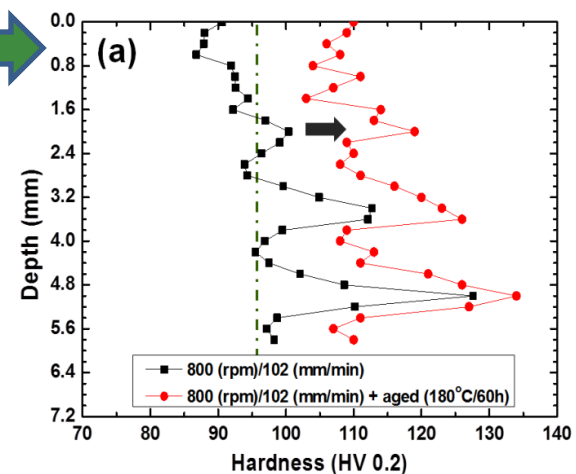 (a)
0.0
0.8
1.6
2.4
3.2
4.0
4.8
5.6
6.4
7.2
Depth (mm)
800 (rpm)/102 (mm/min)
800 (rpm)/102 (mm/min) + aged (180°C/60h)
70 80 90 100 110 120 130 140
Hardness (HV 0.2)